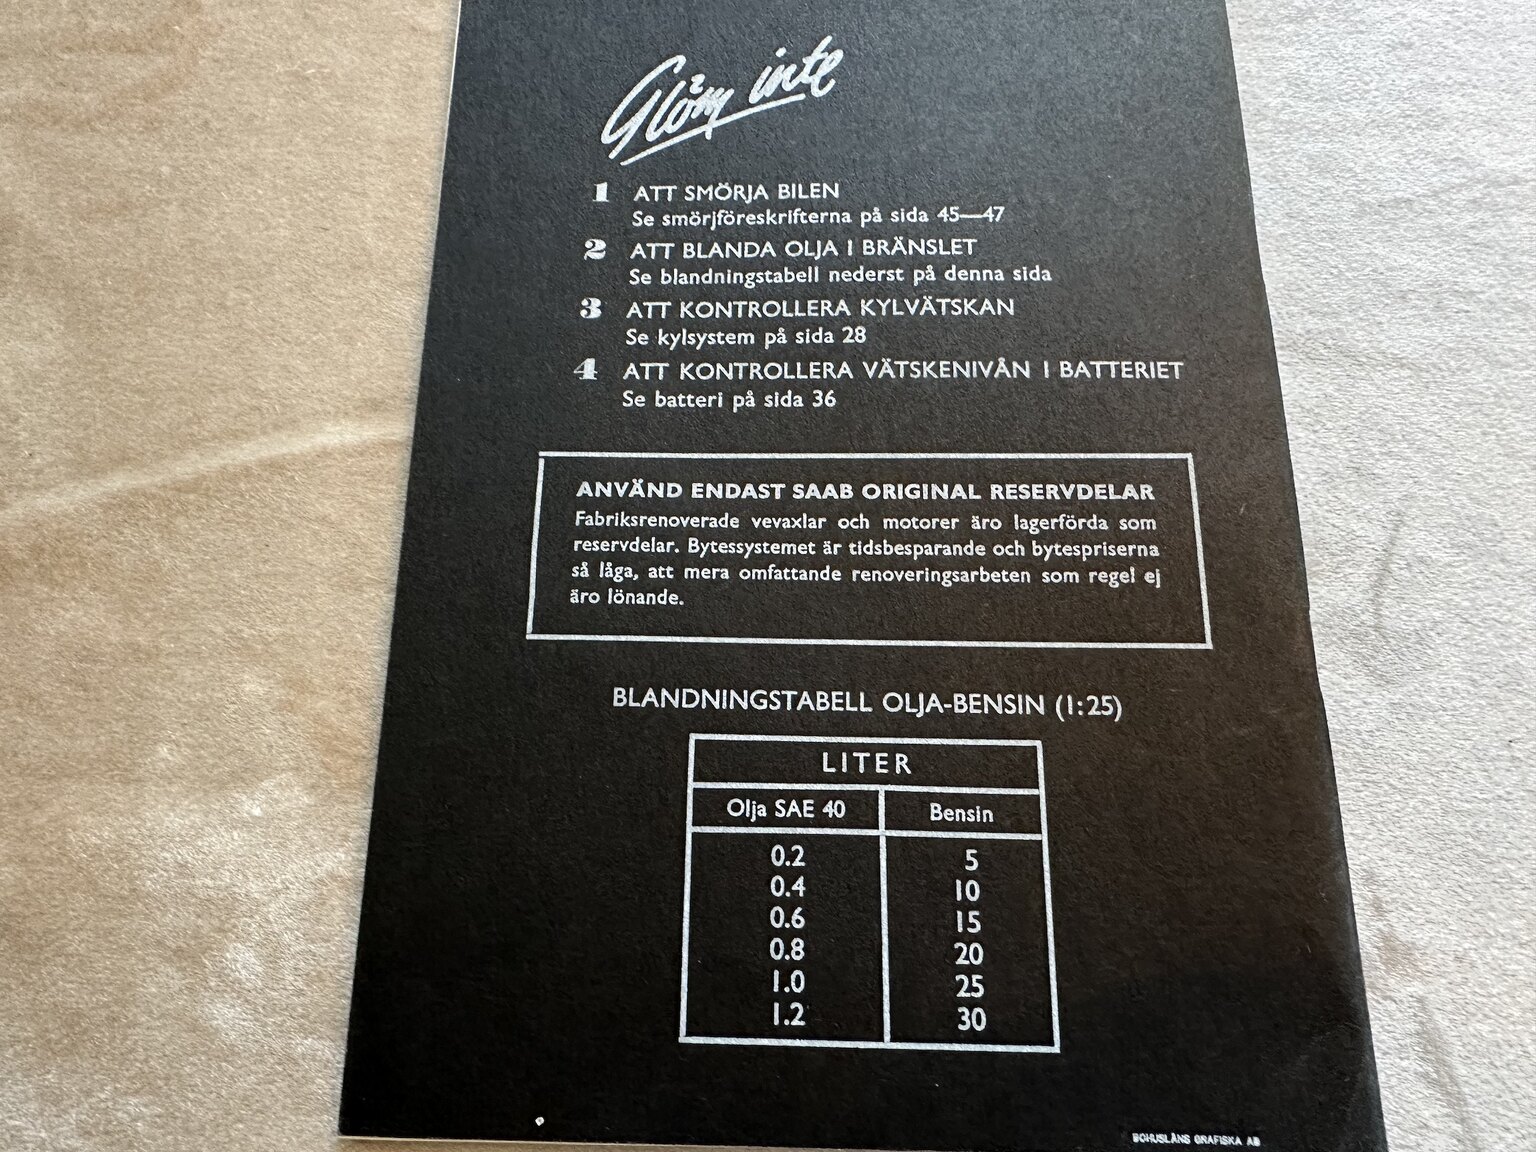 Glöm inte
1 ATT SMÖRJA BILEN
Se smörjföreskrifterna på sida 45—47
2 ATT BLANDA OLJA I BRÄNSLET
Se blandningstabell nederst på denna sida
3 ATT KONTROLLERA KYLVÄTSKAN
Se kylsystem på sida 28
4 ATT KONTROLLERA VÄTSKENIVÅN I BATTERIET
Se batteri på sida 36
ANVÄND ENDAST SAAB ORIGINAL RESERVDELAR
Fabriksrenoverade vevaxlar och motorer äro lagerförda som
reservdelar. Bytessystemet är tidsbesparande och bytespriserna
så låga, att mera omfattande renoveringsarbeten som regel ej
äro lönande.
BLANDNINGSTABELL OLJA-BENSIN (1:25)
LITER
Olja SAE 40 Bensin
0.2 5
0.4 10
0.6 15
0.8 20
1.0 25
1.2 30
BOHUSLÄNS GRAFISKA AB